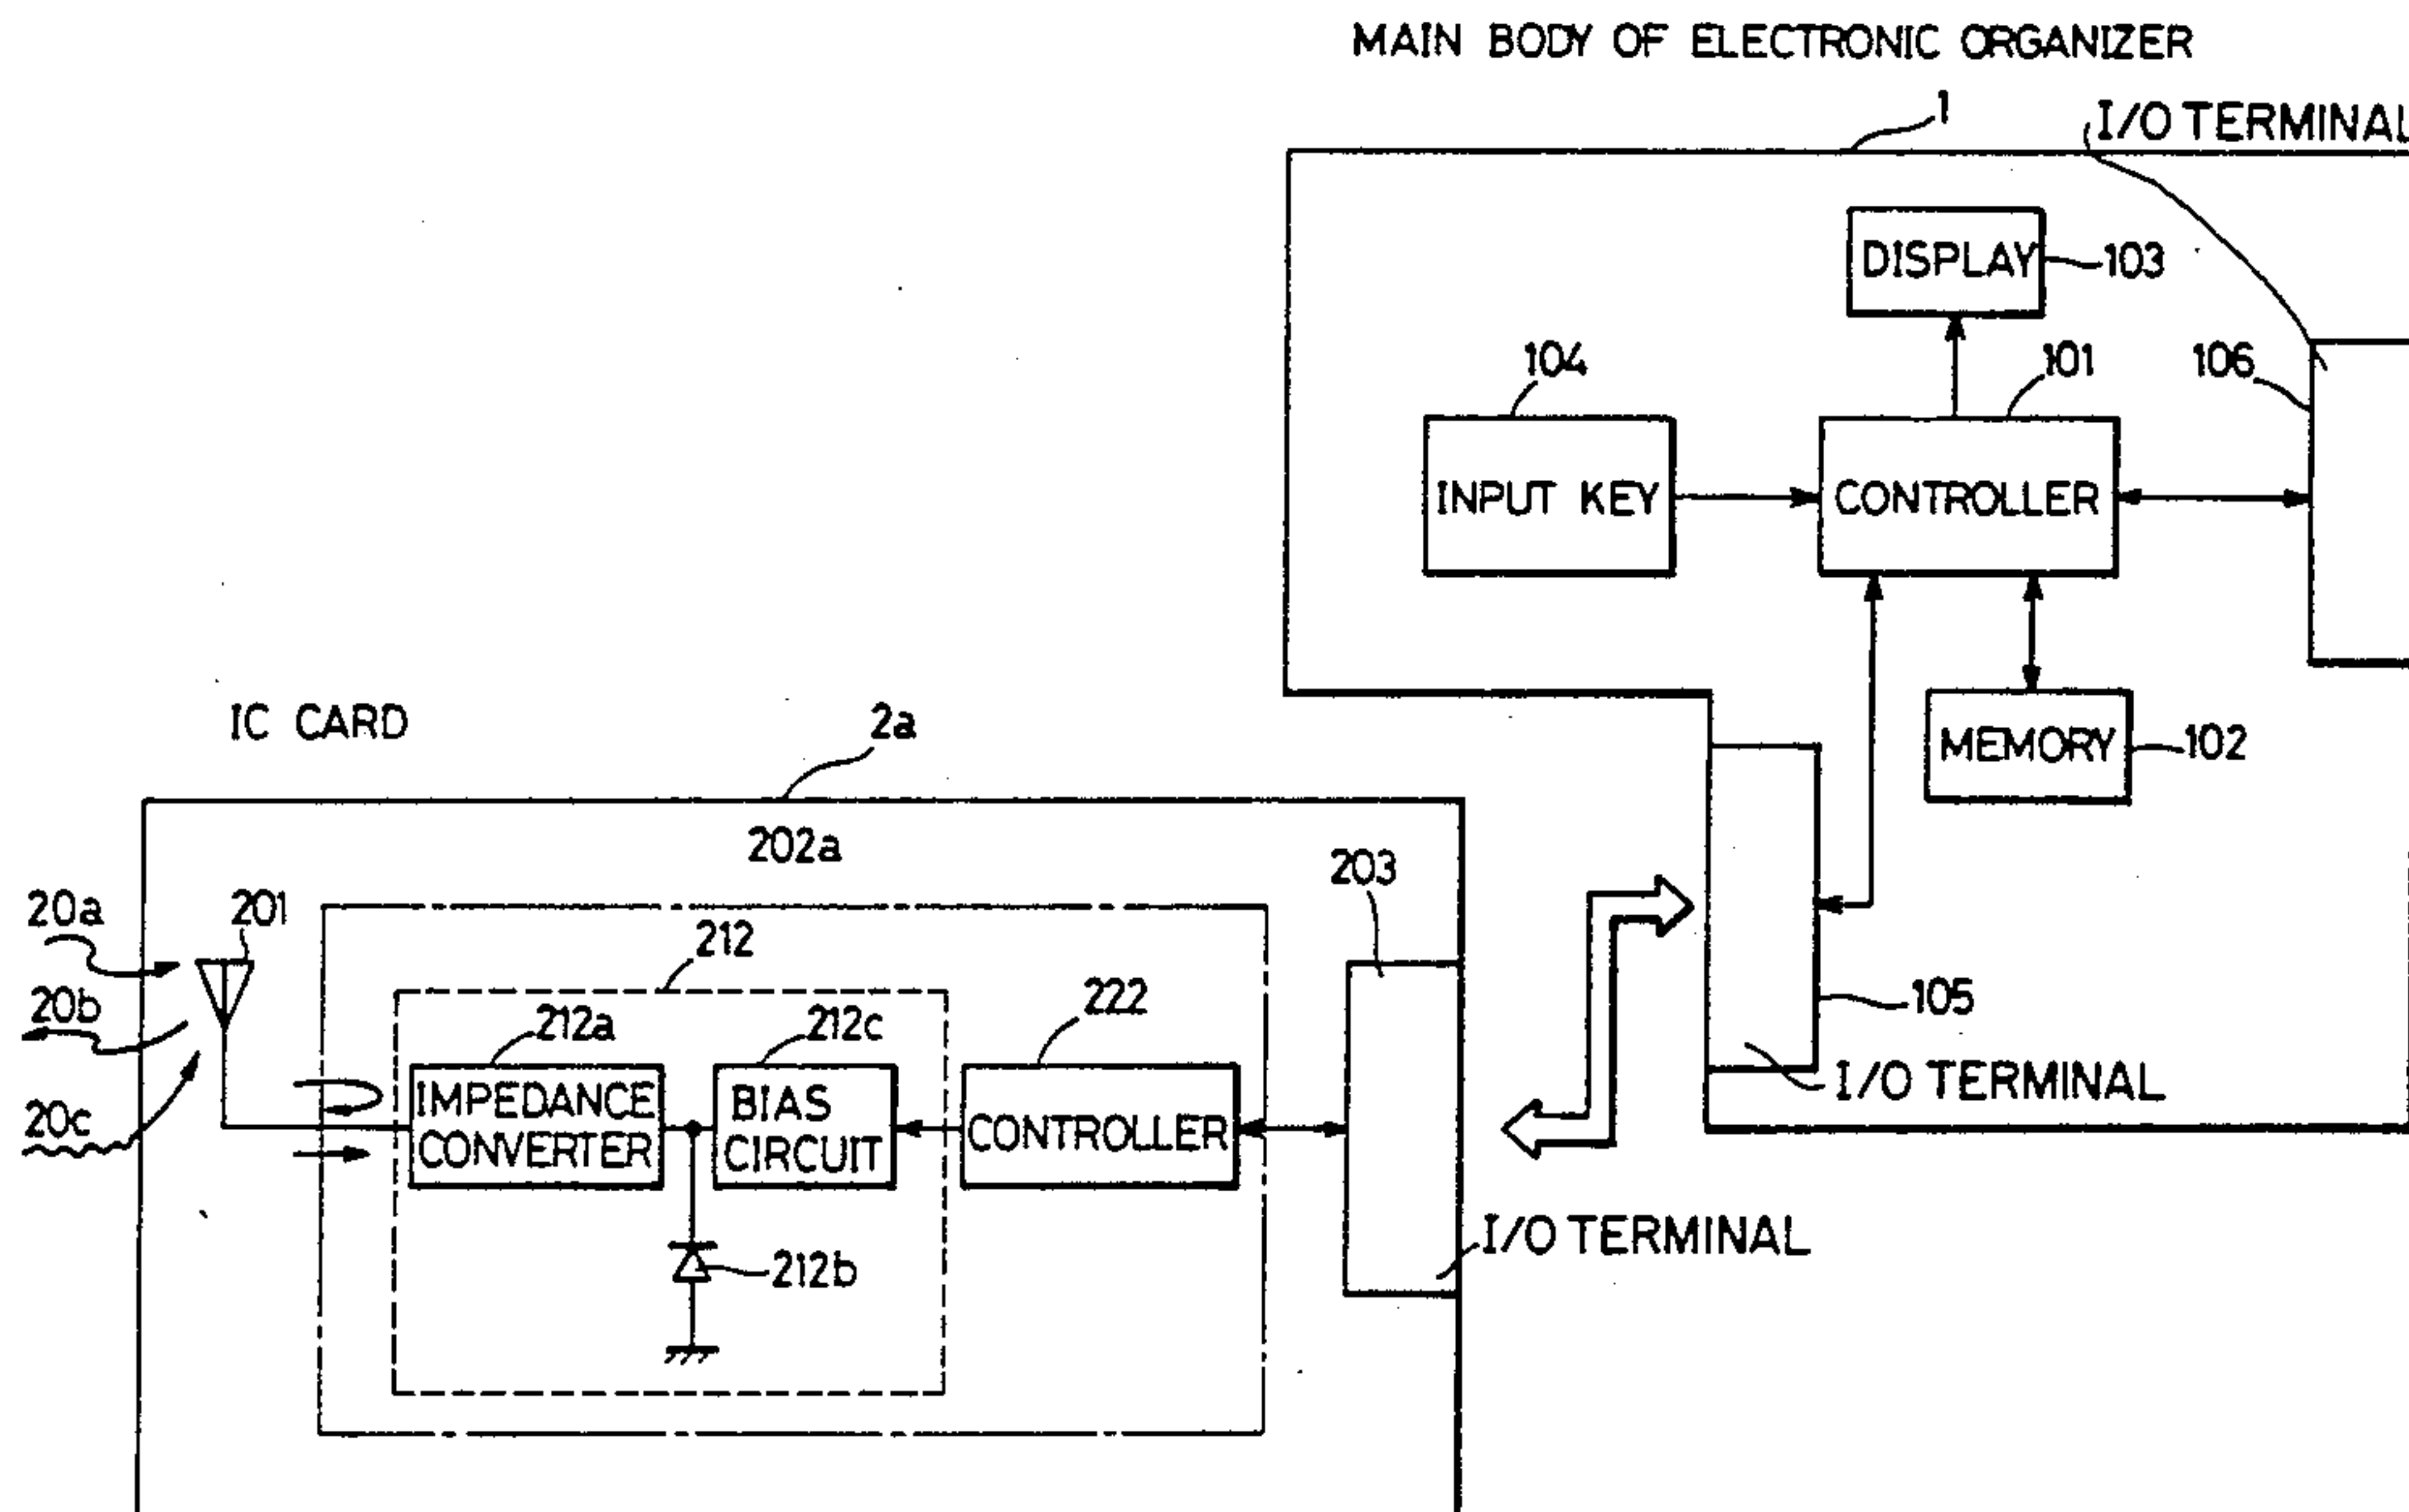 MAIN BODY OF ELECTRONIC ORGANIZER
1
I/O TERMINAL
DISPLAY
103
104
101
106
INPUT KEY
CONTROLLER
IC CARD
2a
MEMORY
102
202a
203
20a
201
212
20b
212a
212c
222
105
20c
IMPEDANCE
CONVERTER
BIAS
CIRCUIT
CONTROLLER
I/O TERMINAL
I/O TERMINAL
212b